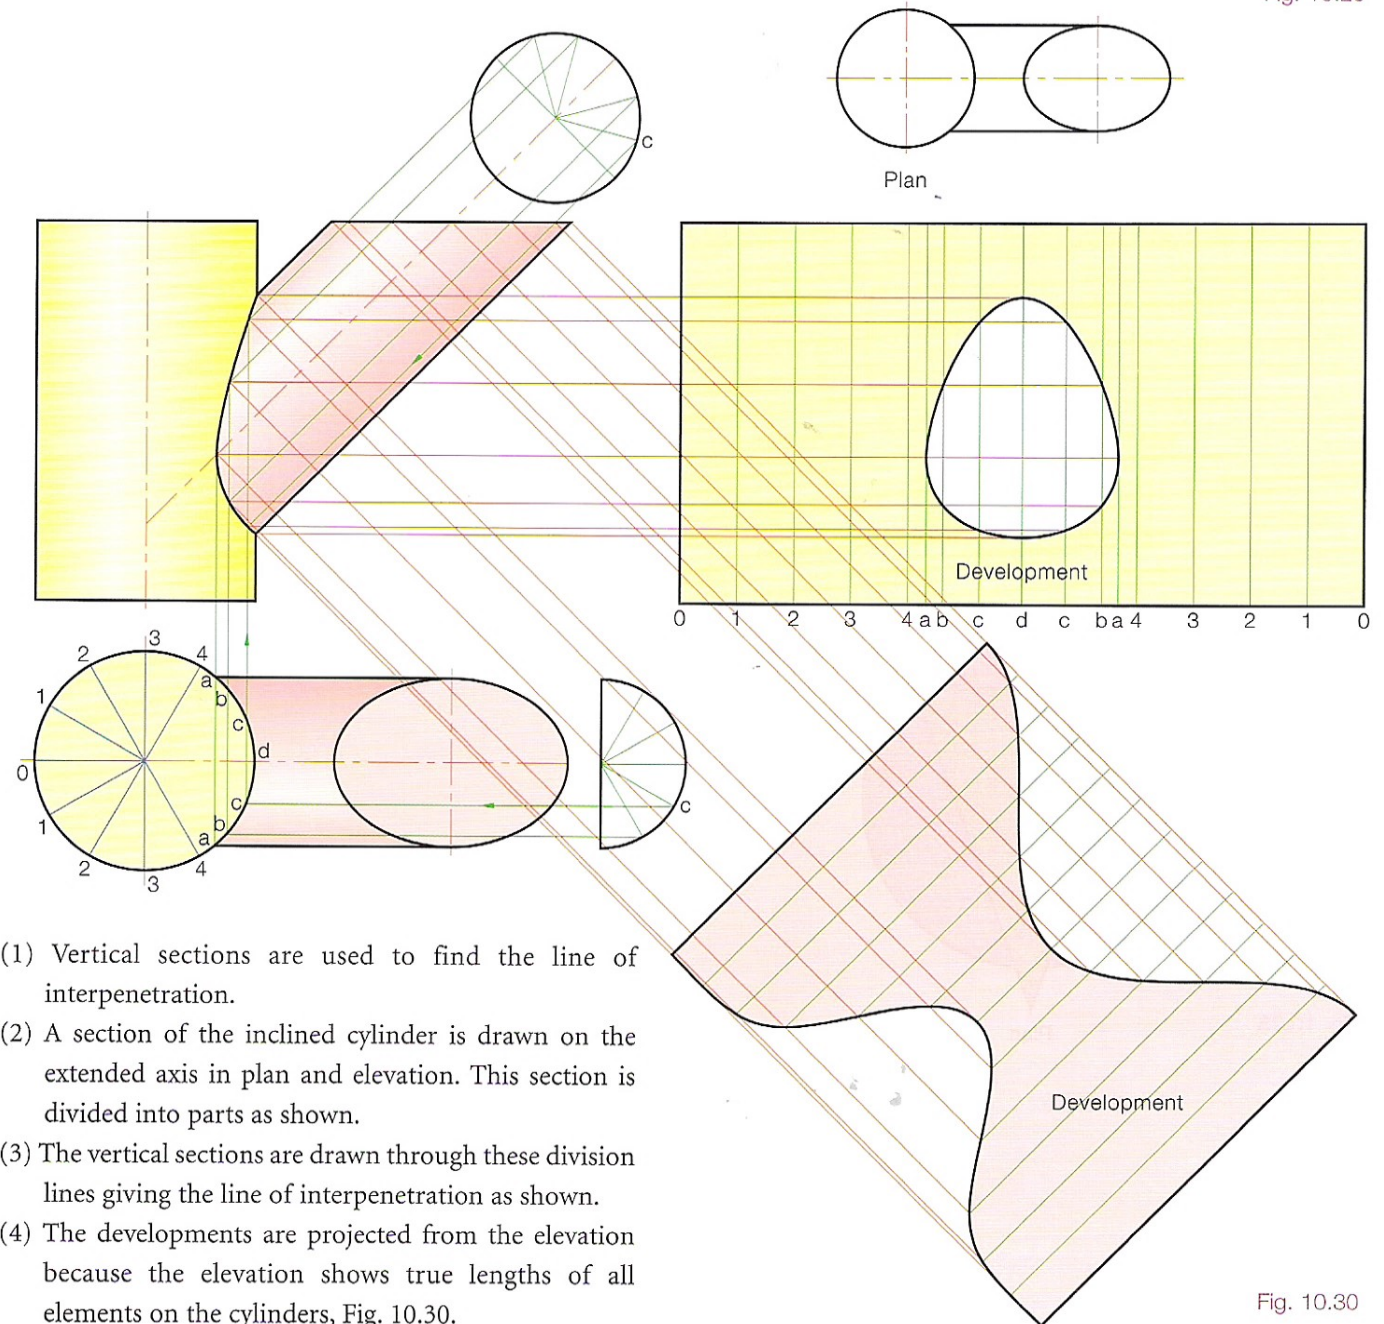 c
Plan
Development
0 1 2 3 4 a b c d c b a 4 3 2 1 0
3
2
4
a
1
b
c
d
0
c
c
1
b
a
2
4
3
(1) Vertical sections are used to find the line of
interpenetration.
(2) A section of the inclined cylinder is drawn on the
extended axis in plan and elevation. This section is
divided into parts as shown.
(3) The vertical sections are drawn through these division
lines giving the line of interpenetration as shown.
(4) The developments are projected from the elevation
because the elevation shows true lengths of all
elements on the cylinders, Fig. 10.30.
Development
Fig. 10.30